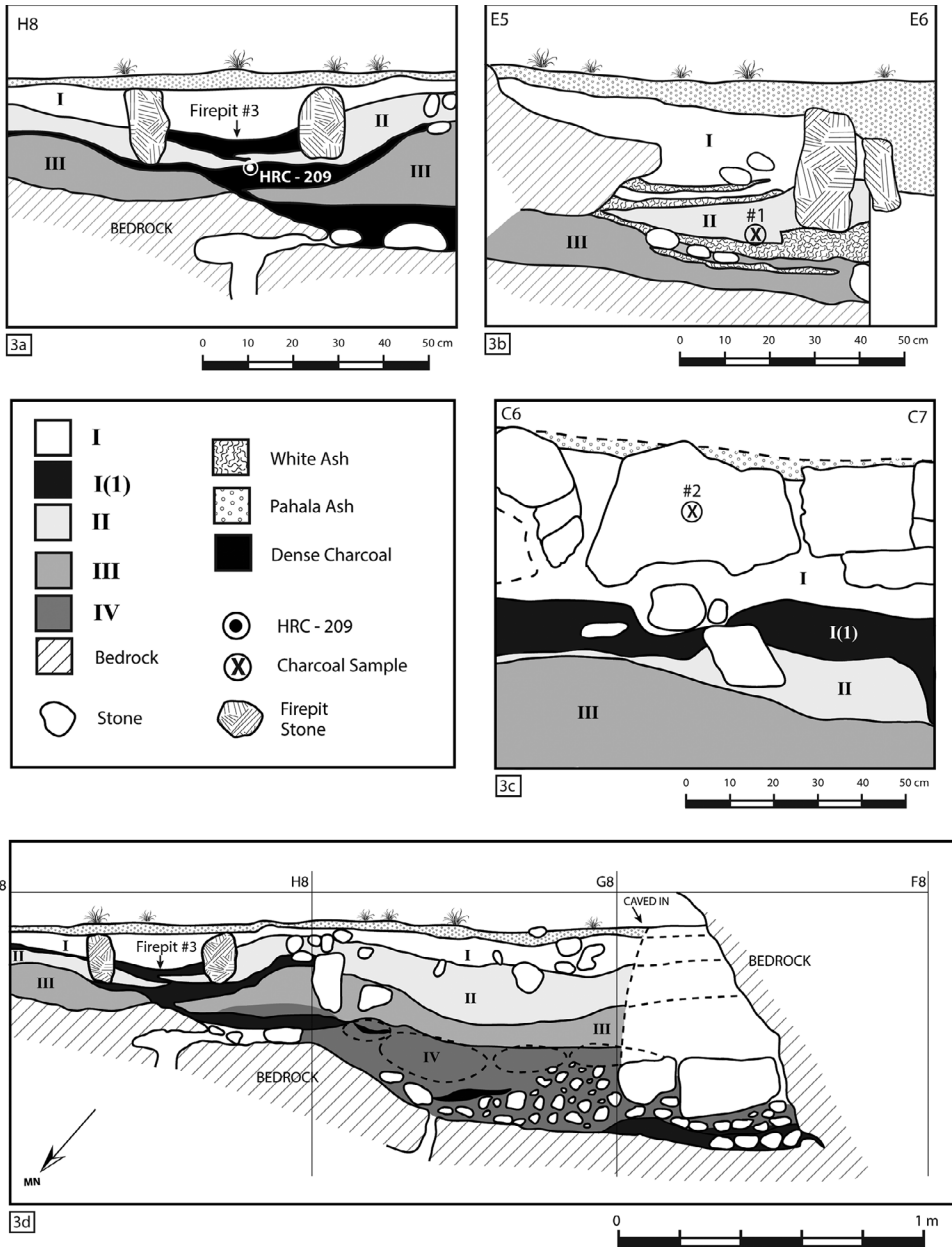 H8
I
Firepit #3
II
III
HRC - 209
III
BEDROCK
3a
0 10 20 30 40 50 cm
E5 E6
I
#1
II
III
3b
0 10 20 30 40 50 cm
I
I(1)
II
III
IV
Bedrock
Stone
White Ash
Pahala Ash
Dense Charcoal
HRC - 209
Charcoal Sample
Firepit
Stone
C6 C7
#2
I
I(1)
II
III
3c
0 10 20 30 40 50 cm
8 H8 G8 F8
CAVED IN
I Firepit #3 I
BEDROCK
II
II
III
III
IV
BEDROCK
MN
3d
0 1 m